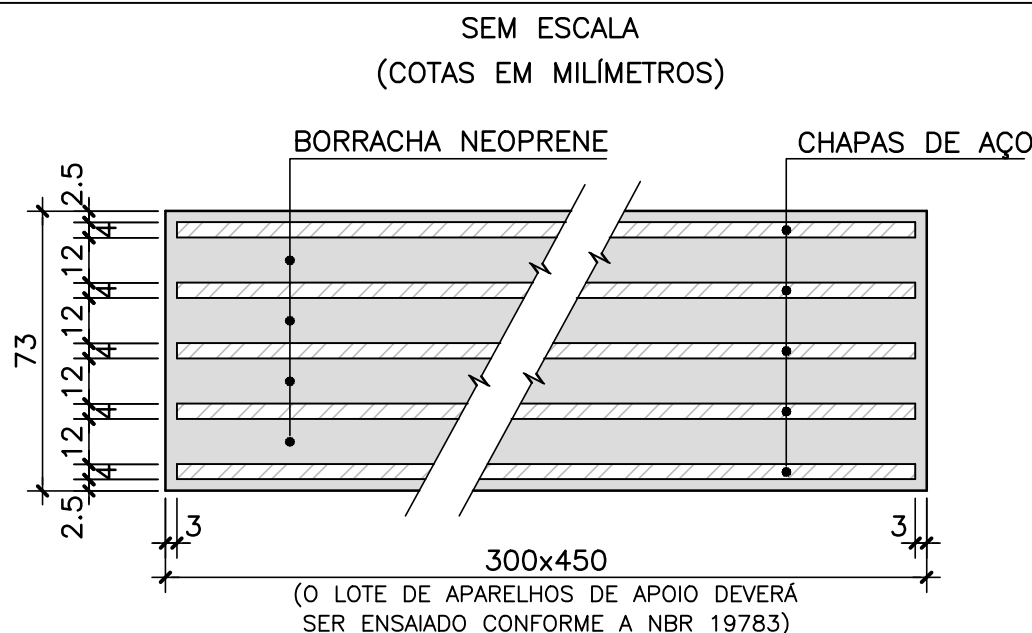 SEM ESCALA
(COTAS EM MILÍMETROS)
BORRACHA NEOPRENE
CHAPAS DE AÇO
2.5
4
12
4
12
4
12
4
12
4
2.5
73
3
3
300x450
(O LOTE DE APARELHOS DE APOIO DEVERÁ
SER ENSAIADO CONFORME A NBR 19783)